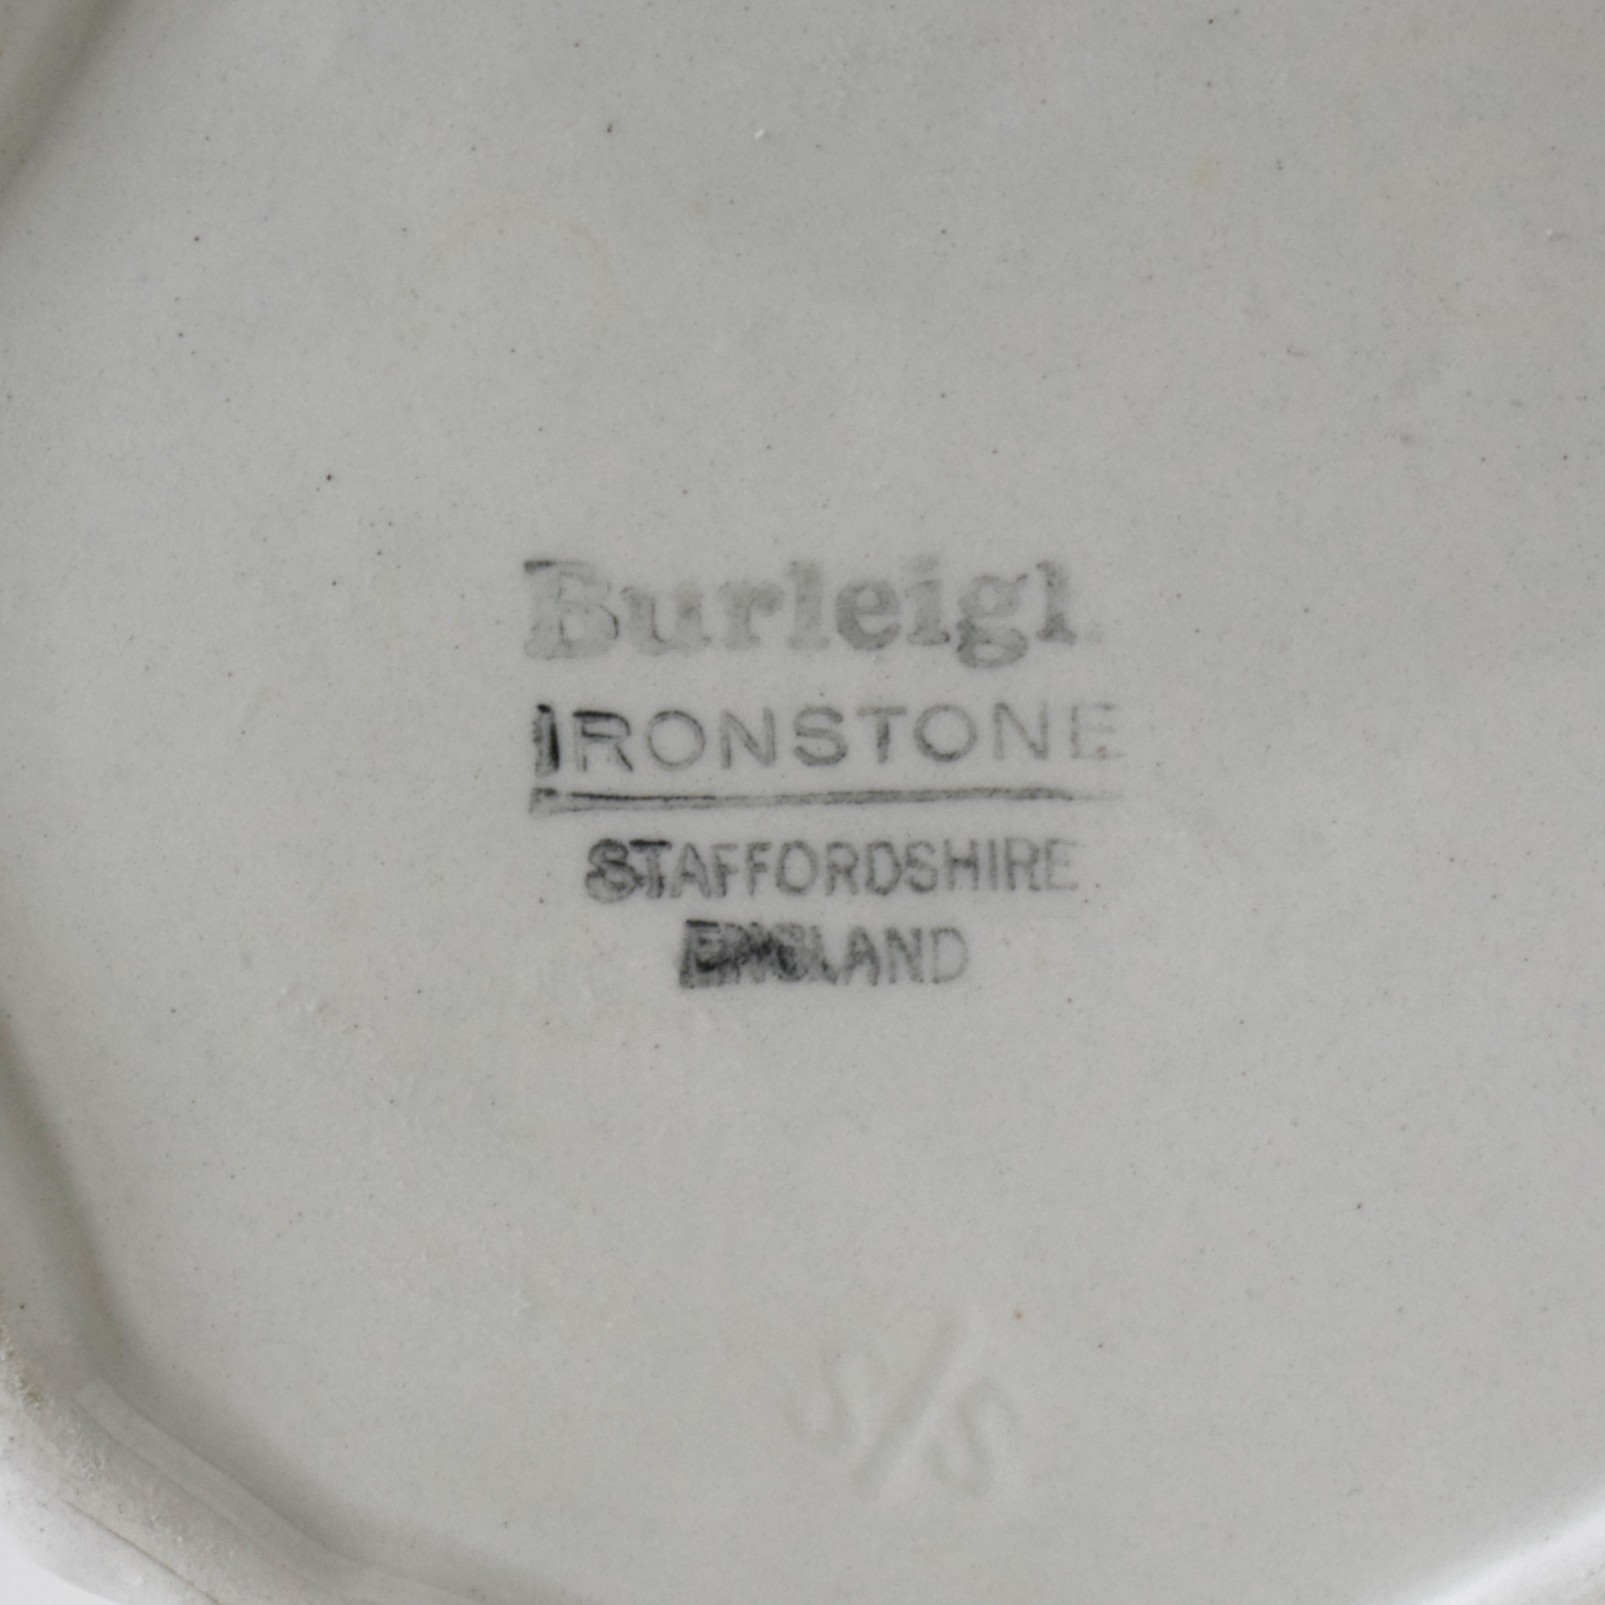 Burleigh
IRONSTONE
STAFFORDSHIRE
ENGLAND
S/S